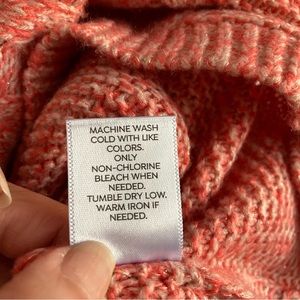 MACHINE WASH
COLD WITH LIKE
COLORS.
ONLY
NON-CHLORINE
BLEACH WHEN
NEEDED.
TUMBLE DRY LOW.
WARM IRON IF
NEEDED.